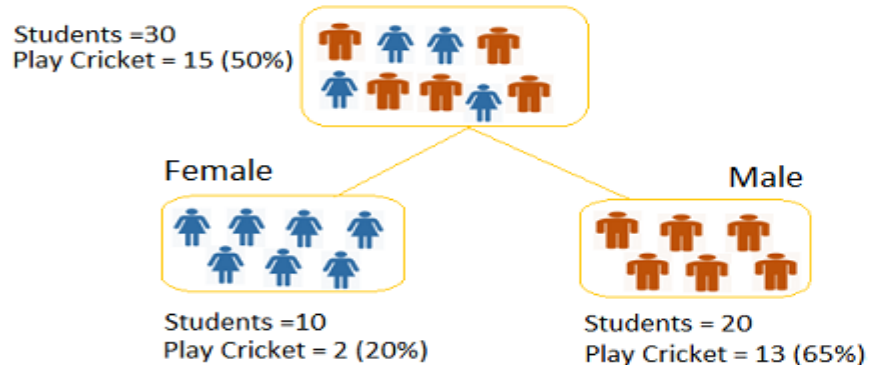 Students =30
Play Cricket = 15 (50%)
Female
Male
Students =10
Play Cricket = 2 (20%)
Students = 20
Play Cricket = 13 (65%)